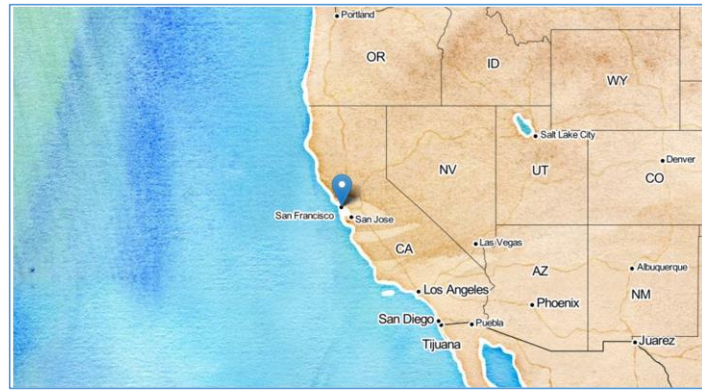 Portland
OR
ID
WY
Salt Lake City
Denver
NV
UT
CO
San Francisco
San Jose
CA
Las Vegas
AZ
Albuquerque
Los Angeles
Phoenix
NM
San Diego
Puebla
Tijuana
Juarez